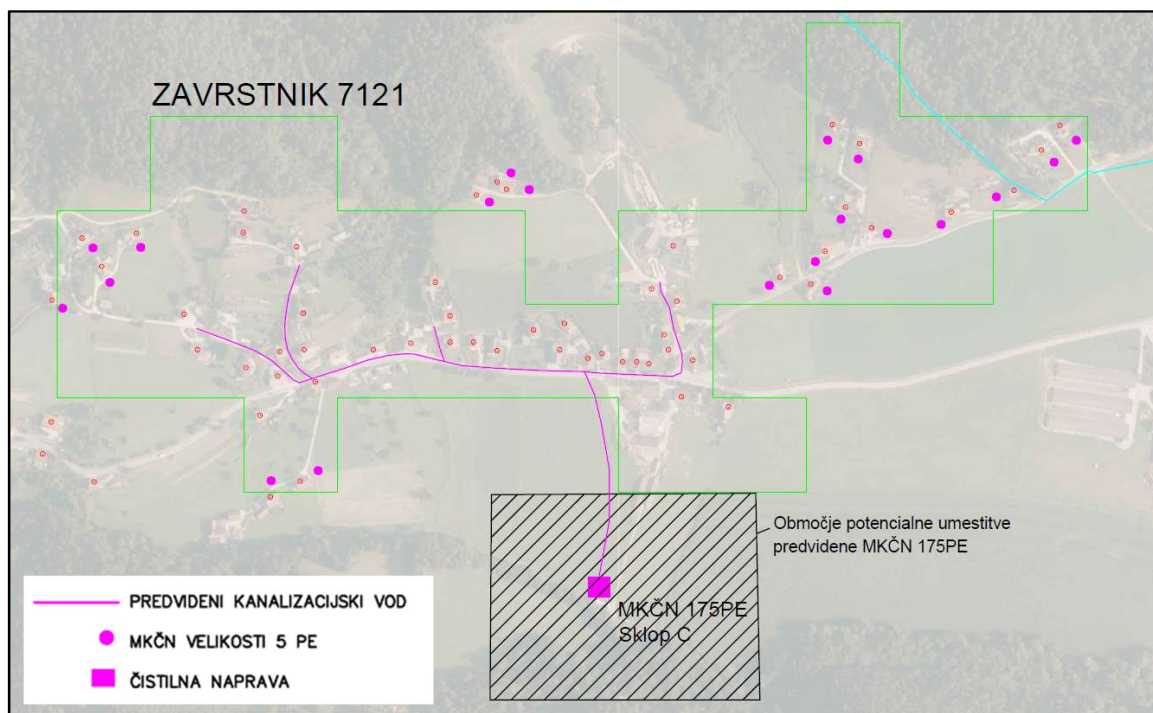 ZAVRSTNIK 7121
Območje potencialne umestitve
predvidene MKČN 175PE
MKČN 175PE
Sklop C
PREDVIDENI KANALIZACIJSKI VOD
MKČN VELIKOSTI 5 PE
ČISTILNA NAPRAVA